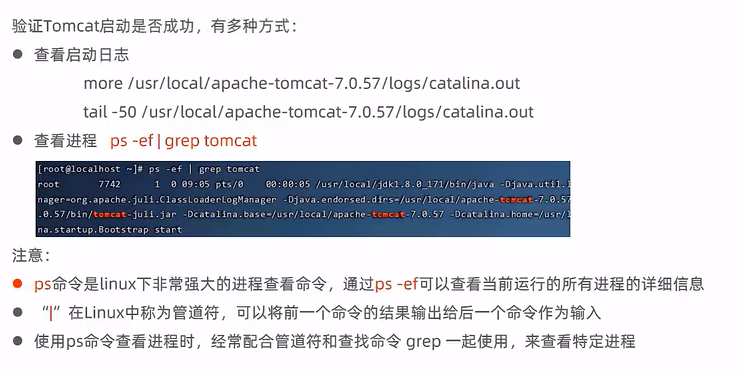 验证Tomcat启动是否成功，有多种方式：
● 查看启动日志
more /usr/local/apache-tomcat-7.0.57/logs/catalina.out
tail -50 /usr/local/apache-tomcat-7.0.57/logs/catalina.out
● 查看进程 ps -ef | grep tomcat
[root@localhost ~]# ps -ef | grep tomcat
root 7742 1 0 09:05 pts/0 00:00:05 /usr/local/jdk1.8.0_171/bin/java -Djava.util.l
nager=org.apache.juli.ClassLoaderLogManager -Djava.endorsed.dirs=/usr/local/apache-tomcat-7.0.57
.0.57/bin/tomcat-juli.jar -Dcatalina.base=/usr/local/apache-tomcat-7.0.57 -Dcatalina.home=/usr/l
na.startup.Bootstrap start
注意：
● ps命令是linux下非常强大的进程查看命令，通过ps -ef可以查看当前运行的所有进程的详细信息
● “|”在Linux中称为管道符，可以将前一个命令的结果输出给后一个命令作为输入
● 使用ps命令查看进程时，经常配合管道符和查找命令 grep 一起使用，来查看特定进程